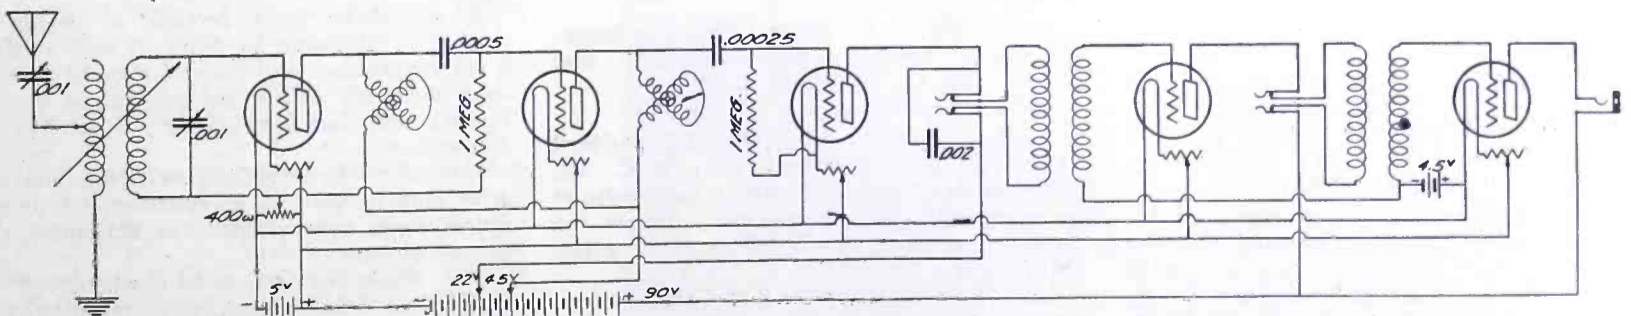 .001
.001
.0005
1 MEG.
.00025
1 MEG.
.002
4.5V
400ω
- 5V +
- 22V 45V + 90V
- +